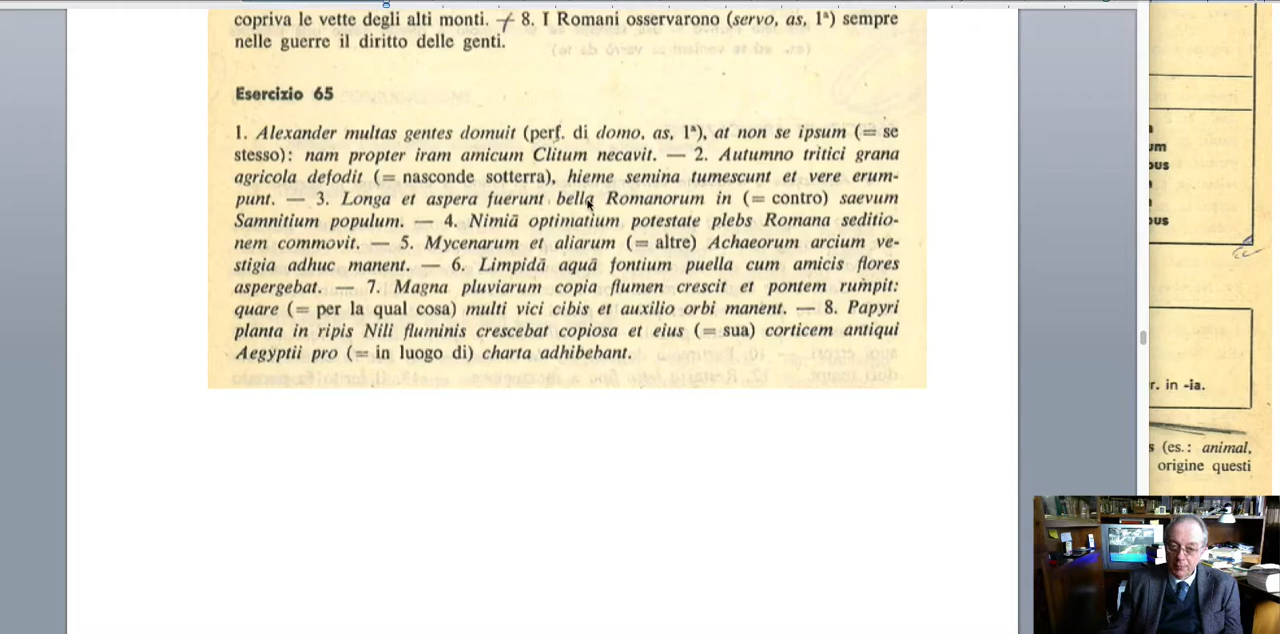 copriva le vette degli alti monti. — 8. I Romani osservarono (servo, as, 1ª) sempre
nelle guerre il diritto delle genti.
Esercizio 65
1. Alexander multas gentes domuit (perf. di domo, as, 1ª), at non se ipsum (= se
stesso): nam propter iram amicum Clitum necavit. — 2. Autumno tritici grana
agricola defodit (= nasconde sotterra), hieme semina tumescunt et vere erum-
punt. — 3. Longa et aspera fuerunt bella Romanorum in (= contro) saevum
Samnitium populum. — 4. Nimiā optimatium potestate plebs Romana seditio-
nem commovit. — 5. Mycenarum et aliarum (= altre) Achaeorum arcium ve-
stigia adhuc manent. — 6. Limpidā aquā fontium puella cum amicis flores
aspergebat. — 7. Magna pluviarum copia flumen crescit et pontem rumpit:
quare (= per la qual cosa) multi vici cibis et auxilio orbi manent. — 8. Papyri
planta in ripis Nili fluminis crescebat copiosa et eius (= sua) corticem antiqui
Aegyptii pro (= in luogo di) charta adhibebant.
um
bus
bus
r. in -ia.
s (es.: animal,
origine questi